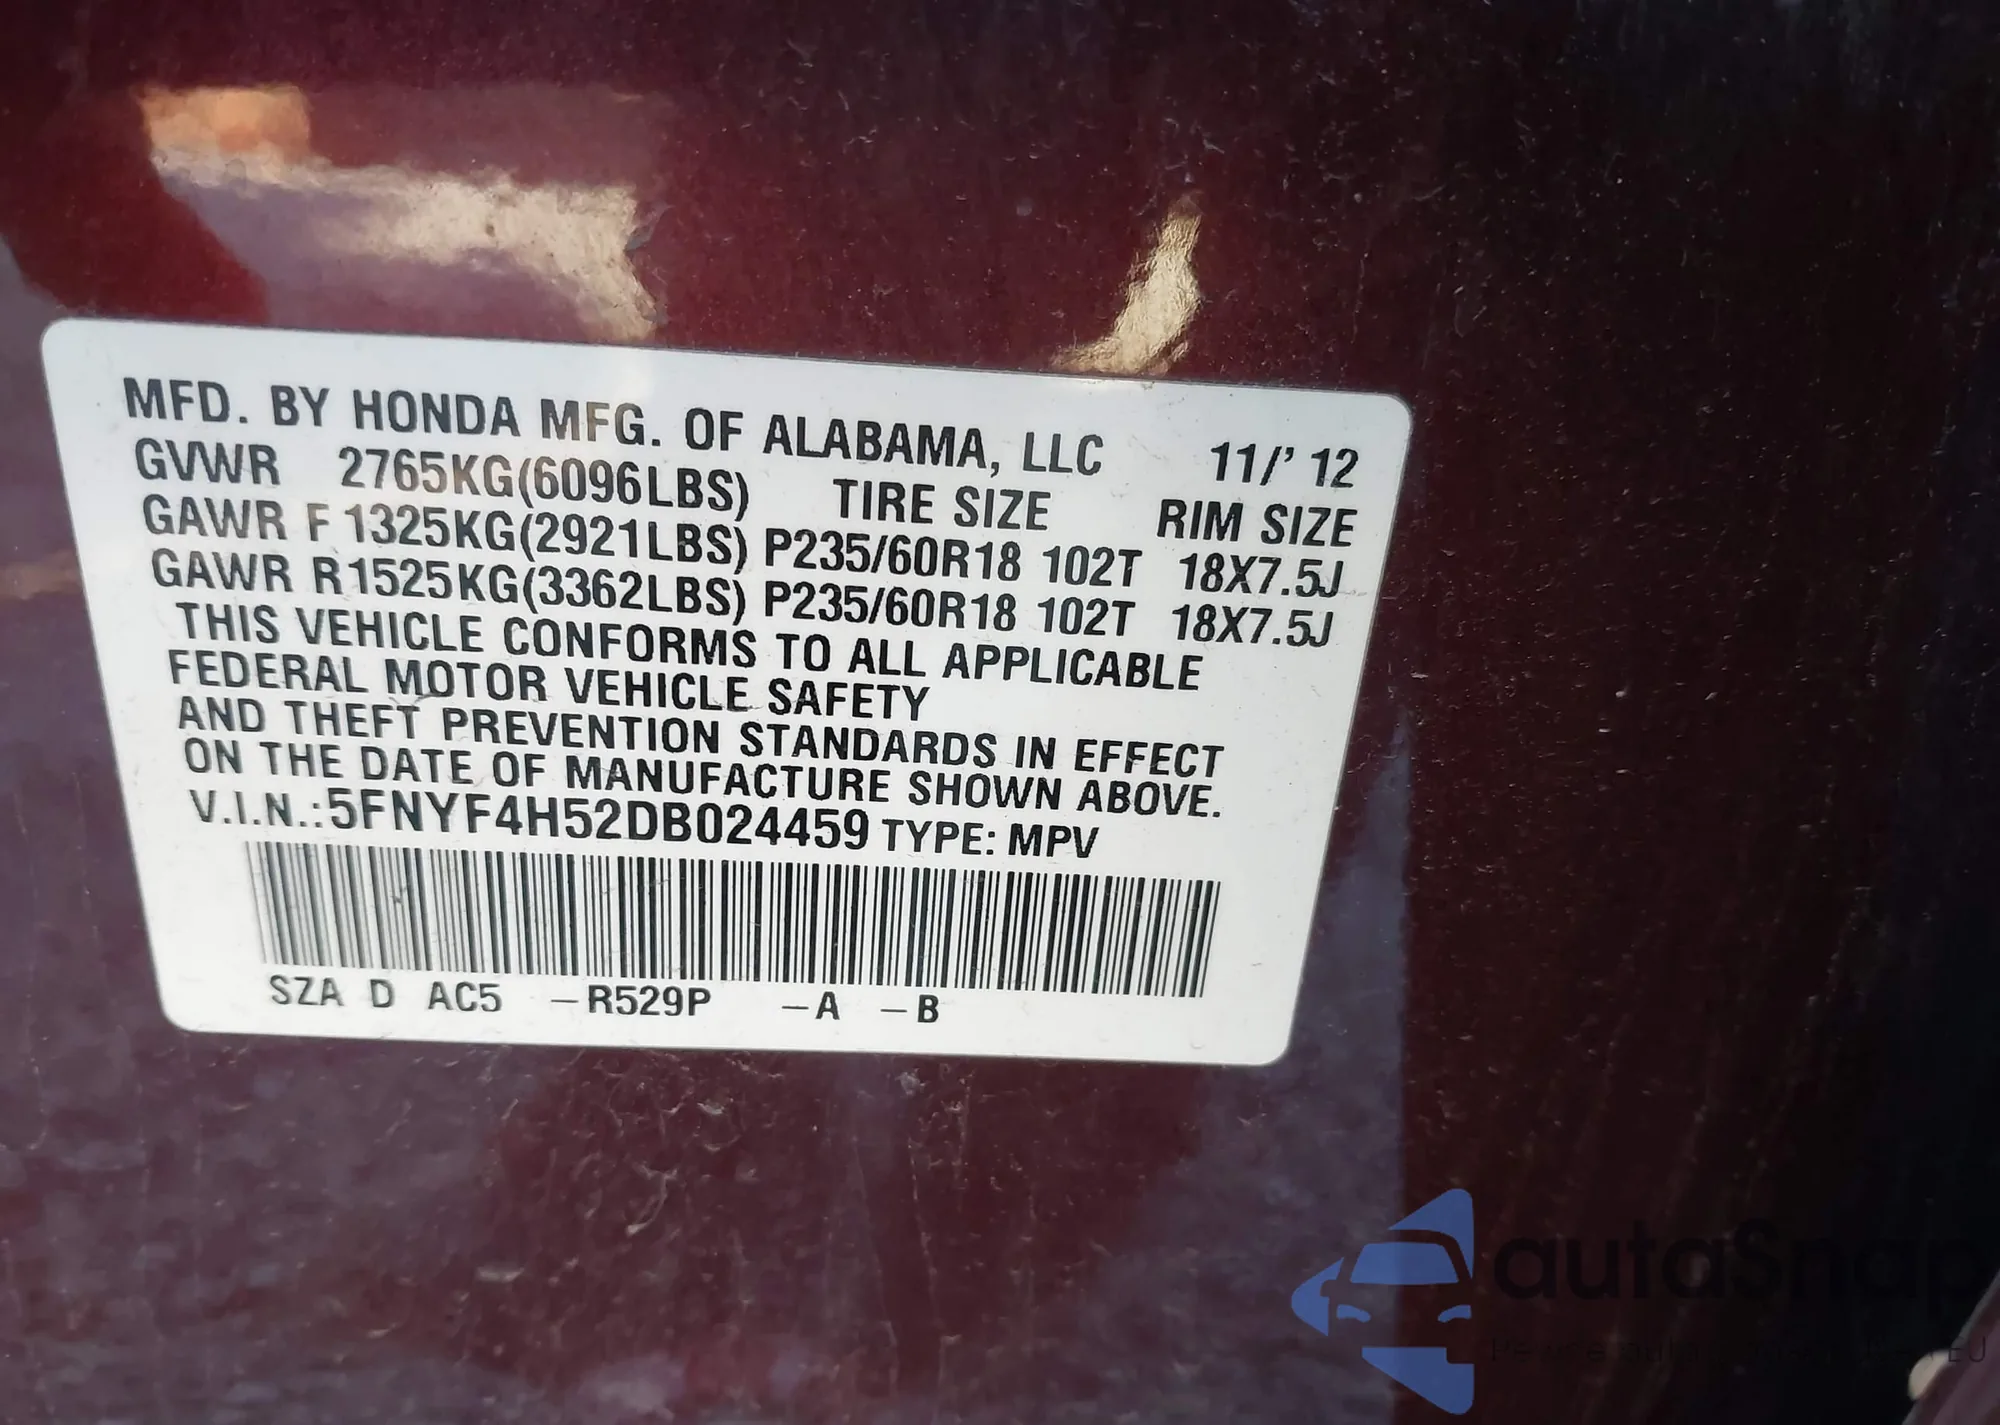 MFD. BY HONDA MFG. OF ALABAMA, LLC 11/'12
GVWR 2765KG(6096LBS) TIRE SIZE RIM SIZE
GAWR F 1325KG(2921LBS) P235/60R18 102T 18X7.5J
GAWR R1525KG(3362LBS) P235/60R18 102T 18X7.5J
THIS VEHICLE CONFORMS TO ALL APPLICABLE
FEDERAL MOTOR VEHICLE SAFETY
AND THEFT PREVENTION STANDARDS IN EFFECT
ON THE DATE OF MANUFACTURE SHOWN ABOVE.
V.I.N.:5FNYF4H52DB024459 TYPE: MPV
SZA D AC5 –R529P –A –B
autaSnap
EU